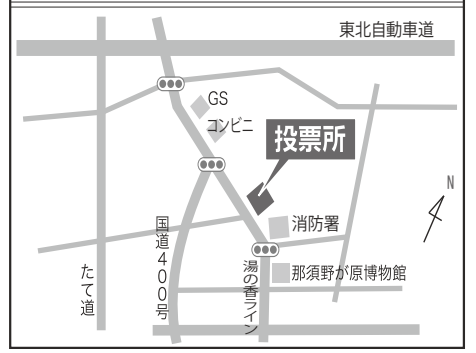 東北自動車道
GS
コンビニ
投票所
N
消防署
国道400号
湯の香ライン
たて道
那須野が原博物館